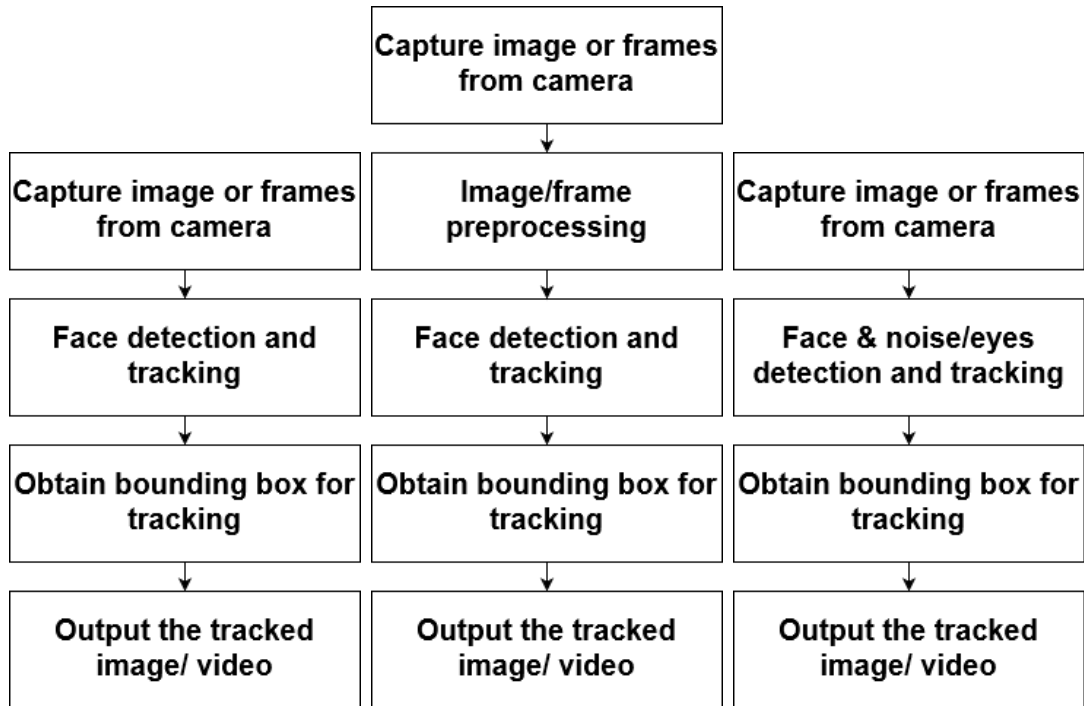 Capture image or frames
from camera
Capture image or frames
from camera
Image/frame
preprocessing
Capture image or frames
from camera
Face detection and
tracking
Face detection and
tracking
Face & noise/eyes
detection and tracking
Obtain bounding box for
tracking
Obtain bounding box for
tracking
Obtain bounding box for
tracking
Output the tracked
image/ video
Output the tracked
image/ video
Output the tracked
image/ video